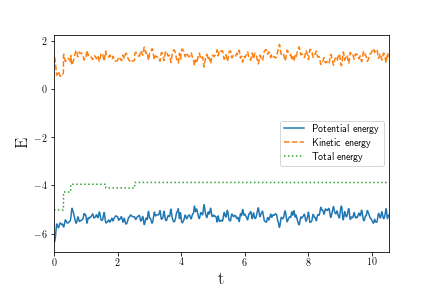 2
0
−2
−4
−6
E
Potential energy
Kinetic energy
Total energy
0 2 4 6 8 10
t